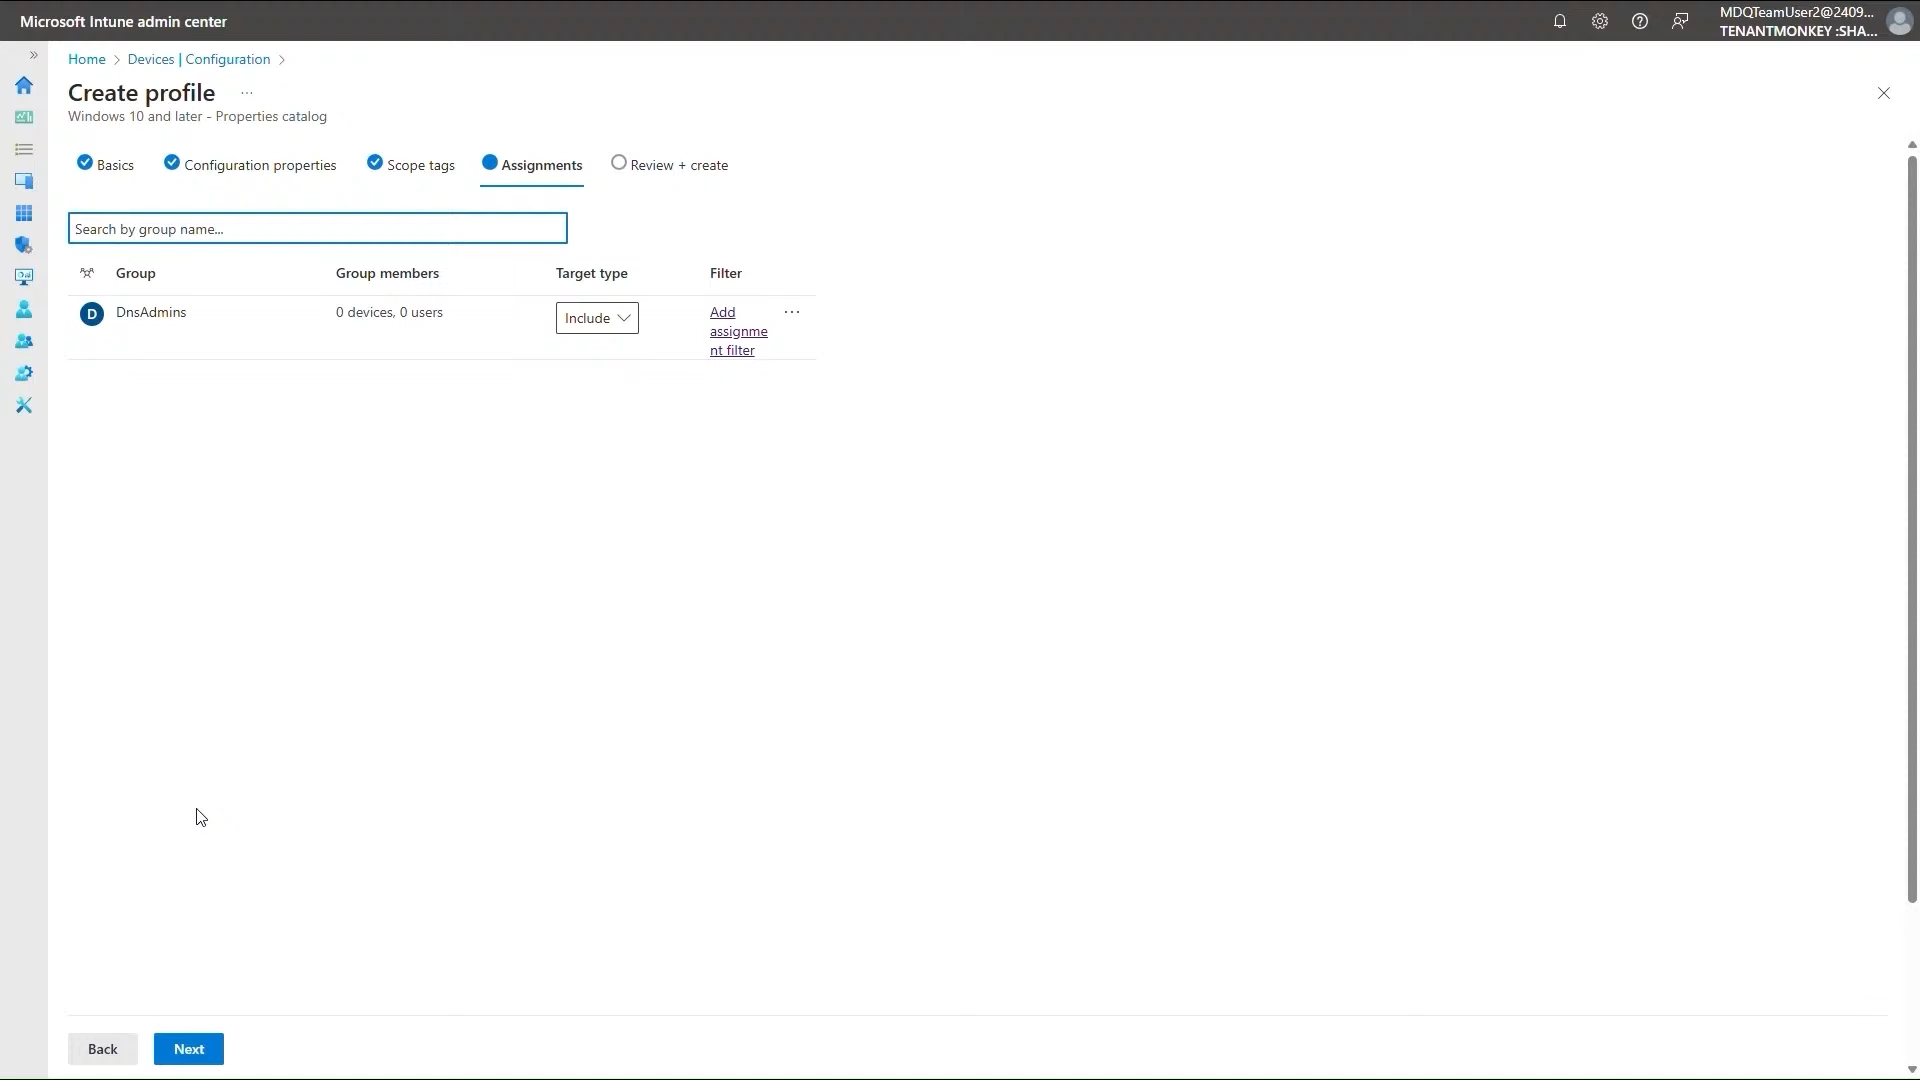 Microsoft Intune admin center
MDQTeamUser2@2409...
TENANTMONKEY :SHA...
Home > Devices | Configuration >
Create profile ...
Windows 10 and later - Properties catalog
Basics Configuration properties Scope tags Assignments Review + create
Search by group name...
Group Group members Target type Filter
D DnsAdmins 0 devices, 0 users Include Add ...
assignme
nt filter
Back Next